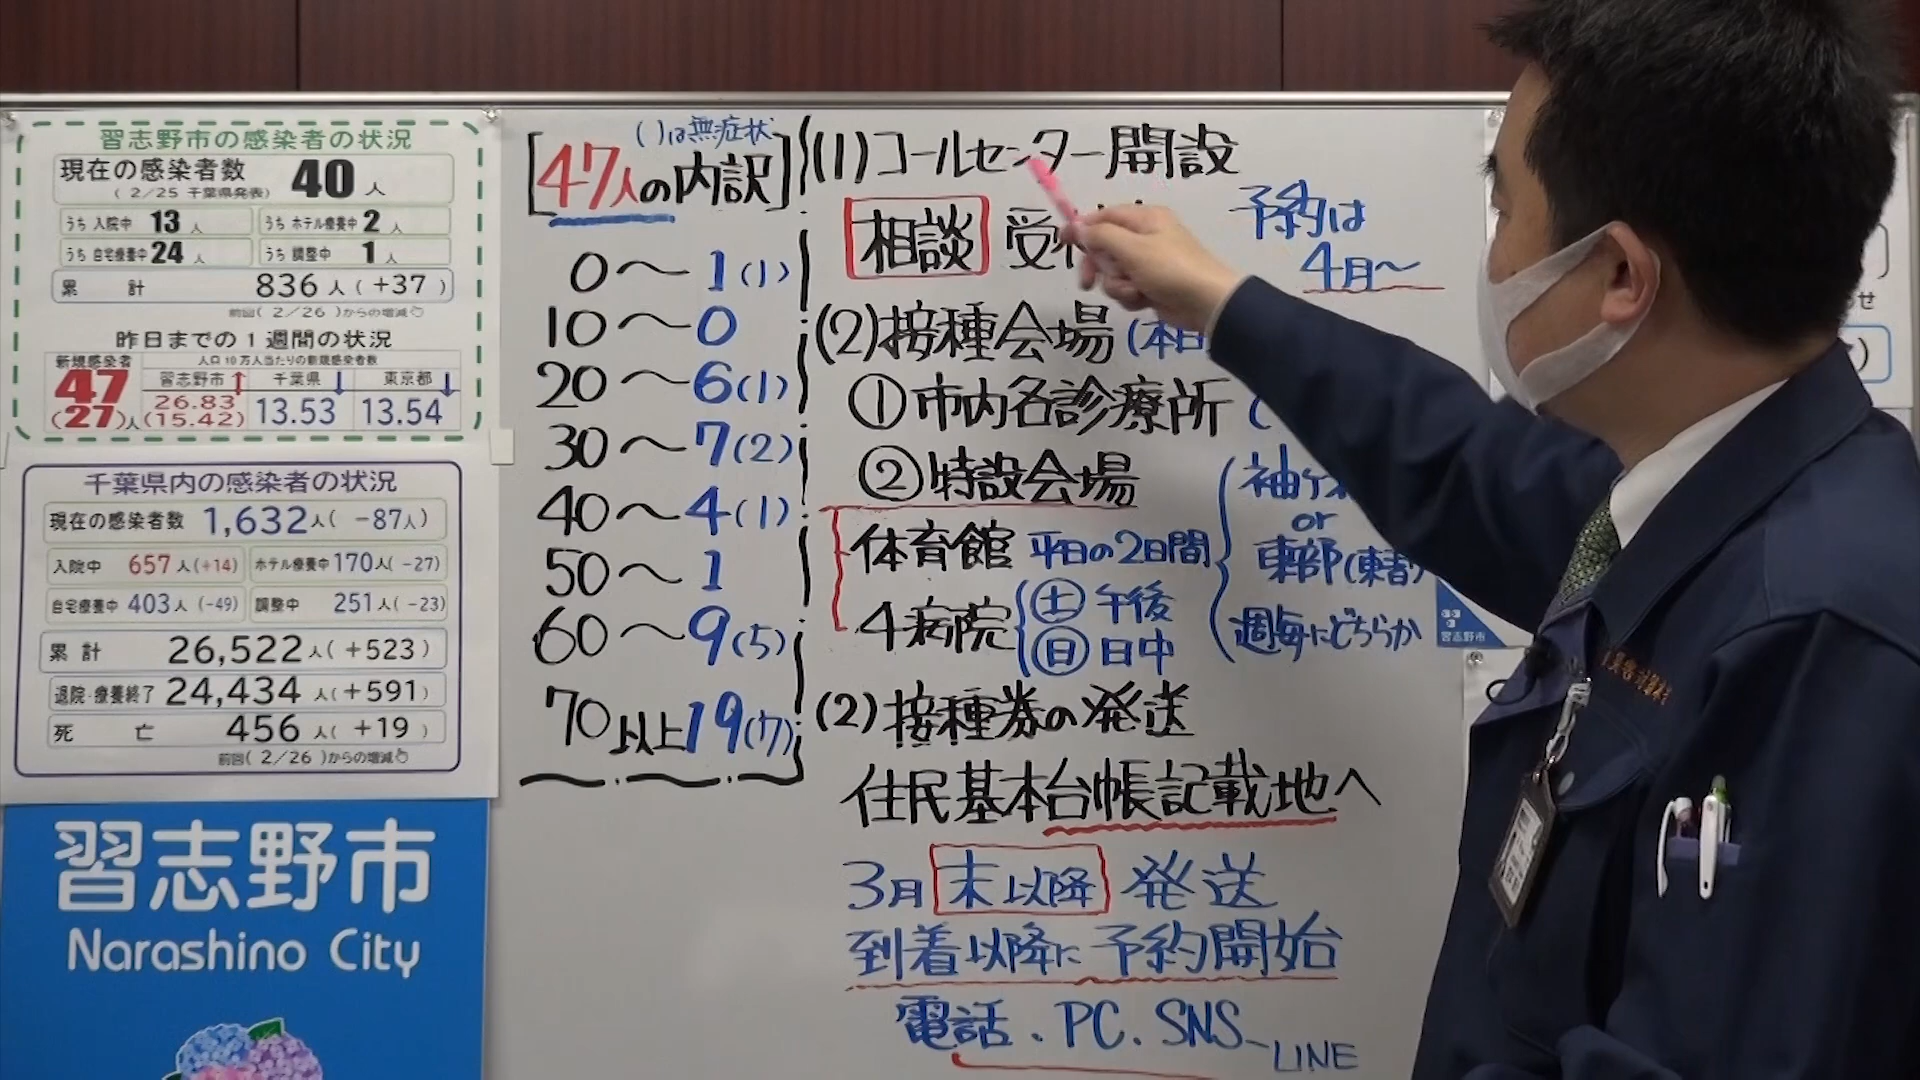 習志野市の感染者の状況
現在の感染者数 40 人
( 2/25 千葉県発表)
うち 入院中 13 人 うち ホテル療養中 2 人
うち 自宅療養中 24 人 うち 調整中 1 人
累 計 836 人 ( +37 )
前回( 2/26 )からの増減
昨日までの1週間の状況
新規感染者 人口10万人当たりの新規感染者数
47 習志野市↑ 千葉県↓ 東京都↓
(27)人 26.83 (15.42) 13.53 13.54
千葉県内の感染者の状況
現在の感染者数 1,632人( -87人)
入院中 657人(+14) ホテル療養中170人( -27)
自宅療養中 403人 (-49) 調整中 251人( -23)
累 計 26,522人( +523)
退院・療養終了 24,434人(+591)
死 亡 456人( +19 )
前回( 2/26 )からの増減
習志野市
Narashino City
( )は無症状
[47人の内訳]
0〜 1(1)
10〜 0
20〜 6(1)
30〜 7(2)
40〜 4(1)
50〜 1
60〜 9(5)
70以上 19(7)
(1)コールセンター開設
相談 受 予約は
4月〜
(2)接種会場(本日
①市内各診療所 (
②特設会場
体育館 平日の2日間
袖ケ
or
東部(東習)
週毎にどちらか
4病院 土 午後
日 日中
(2)接種券の発送
住民基本台帳記載地へ
3月末以降 発送
到着以降に予約開始
電話.PC.SNS
LINE
習志野市